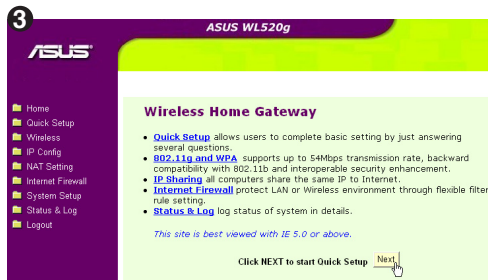 3
ASUS WL520g
ASUS
Home
Quick Setup
Wireless
IP Config
NAT Setting
Internet Firewall
System Setup
Status & Log
Logout
Wireless Home Gateway
Quick Setup allows users to complete basic setting by just answering
several questions.
802.11g and WPA supports up to 54Mbps transmission rate, backward
compatibility with 802.11b and interoperable security enhancement.
IP Sharing all computers share the same IP to Internet.
Internet Firewall protect LAN or Wireless environment through flexible filter
rule setting.
Status & Log log status of system in details.
This site is best viewed with IE 5.0 or above.
Click NEXT to start Quick Setup Next